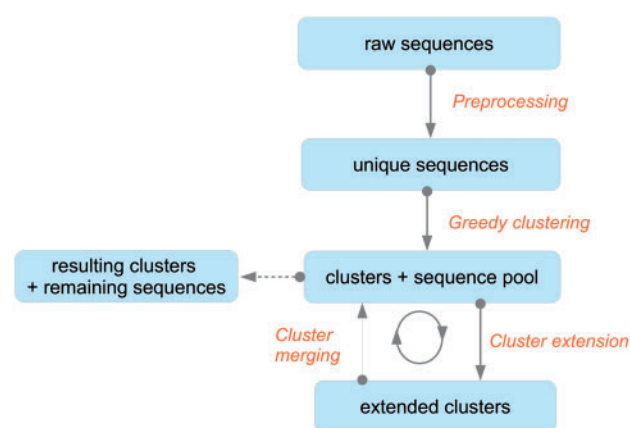 raw sequences
Preprocessing
unique sequences
Greedy clustering
resulting clusters
+ remaining sequences
clusters + sequence pool
Cluster
merging
Cluster extension
extended clusters